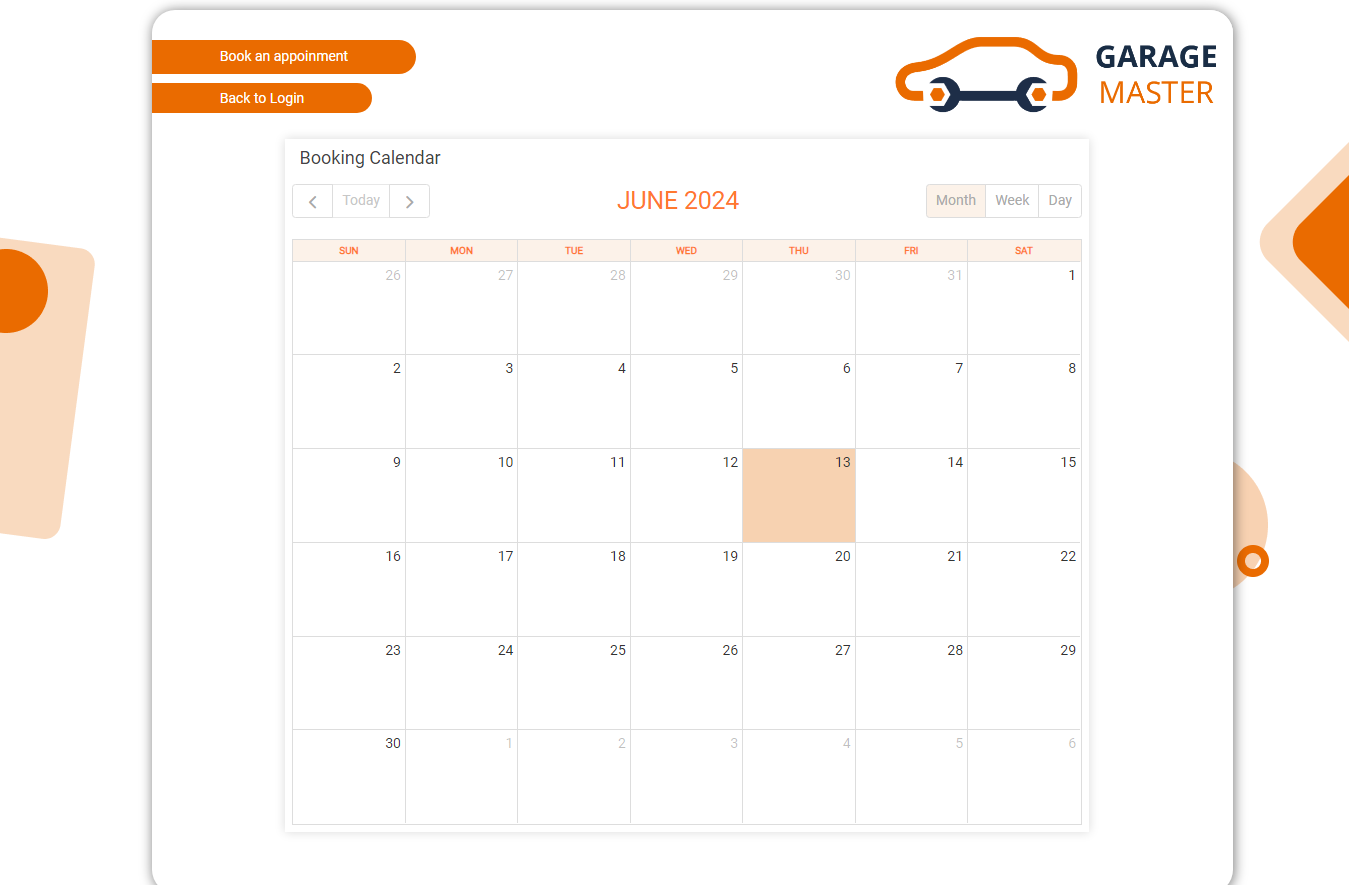 Book an appoinment
Back to Login
GARAGE
MASTER
Booking Calendar
Today
JUNE 2024
Month Week Day
SUN MON TUE WED THU FRI SAT
26 27 28 29 30 31 1
2 3 4 5 6 7 8
9 10 11 12 13 14 15
16 17 18 19 20 21 22
23 24 25 26 27 28 29
30 1 2 3 4 5 6